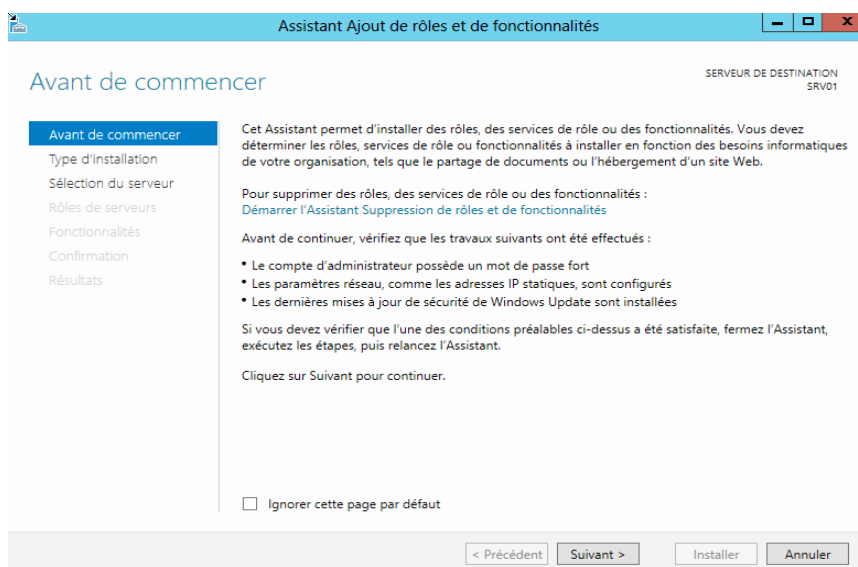 Assistant Ajout de rôles et de fonctionnalités
Avant de commencer
SERVEUR DE DESTINATION
SRV01
Avant de commencer
Type d'installation
Sélection du serveur
Rôles de serveurs
Fonctionnalités
Confirmation
Résultats
Cet Assistant permet d'installer des rôles, des services de rôle ou des fonctionnalités. Vous devez
déterminer les rôles, services de rôle ou fonctionnalités à installer en fonction des besoins informatiques
de votre organisation, tels que le partage de documents ou l'hébergement d'un site Web.
Pour supprimer des rôles, des services de rôle ou des fonctionnalités :
Démarrer l'Assistant Suppression de rôles et de fonctionnalités
Avant de continuer, vérifiez que les travaux suivants ont été effectués :
• Le compte d'administrateur possède un mot de passe fort
• Les paramètres réseau, comme les adresses IP statiques, sont configurés
• Les dernières mises à jour de sécurité de Windows Update sont installées
Si vous devez vérifier que l'une des conditions préalables ci-dessus a été satisfaite, fermez l'Assistant,
exécutez les étapes, puis relancez l'Assistant.
Cliquez sur Suivant pour continuer.
Ignorer cette page par défaut
< Précédent Suivant > Installer Annuler